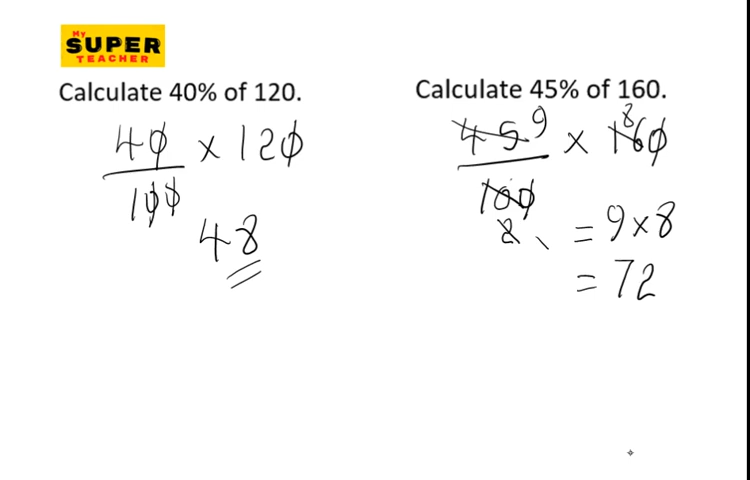 My
SUPER
TEACHER
Calculate 40% of 120.
40 × 120
100
48
Calculate 45% of 160.
45 9 × 160 8
100
2
= 9 × 8
= 72